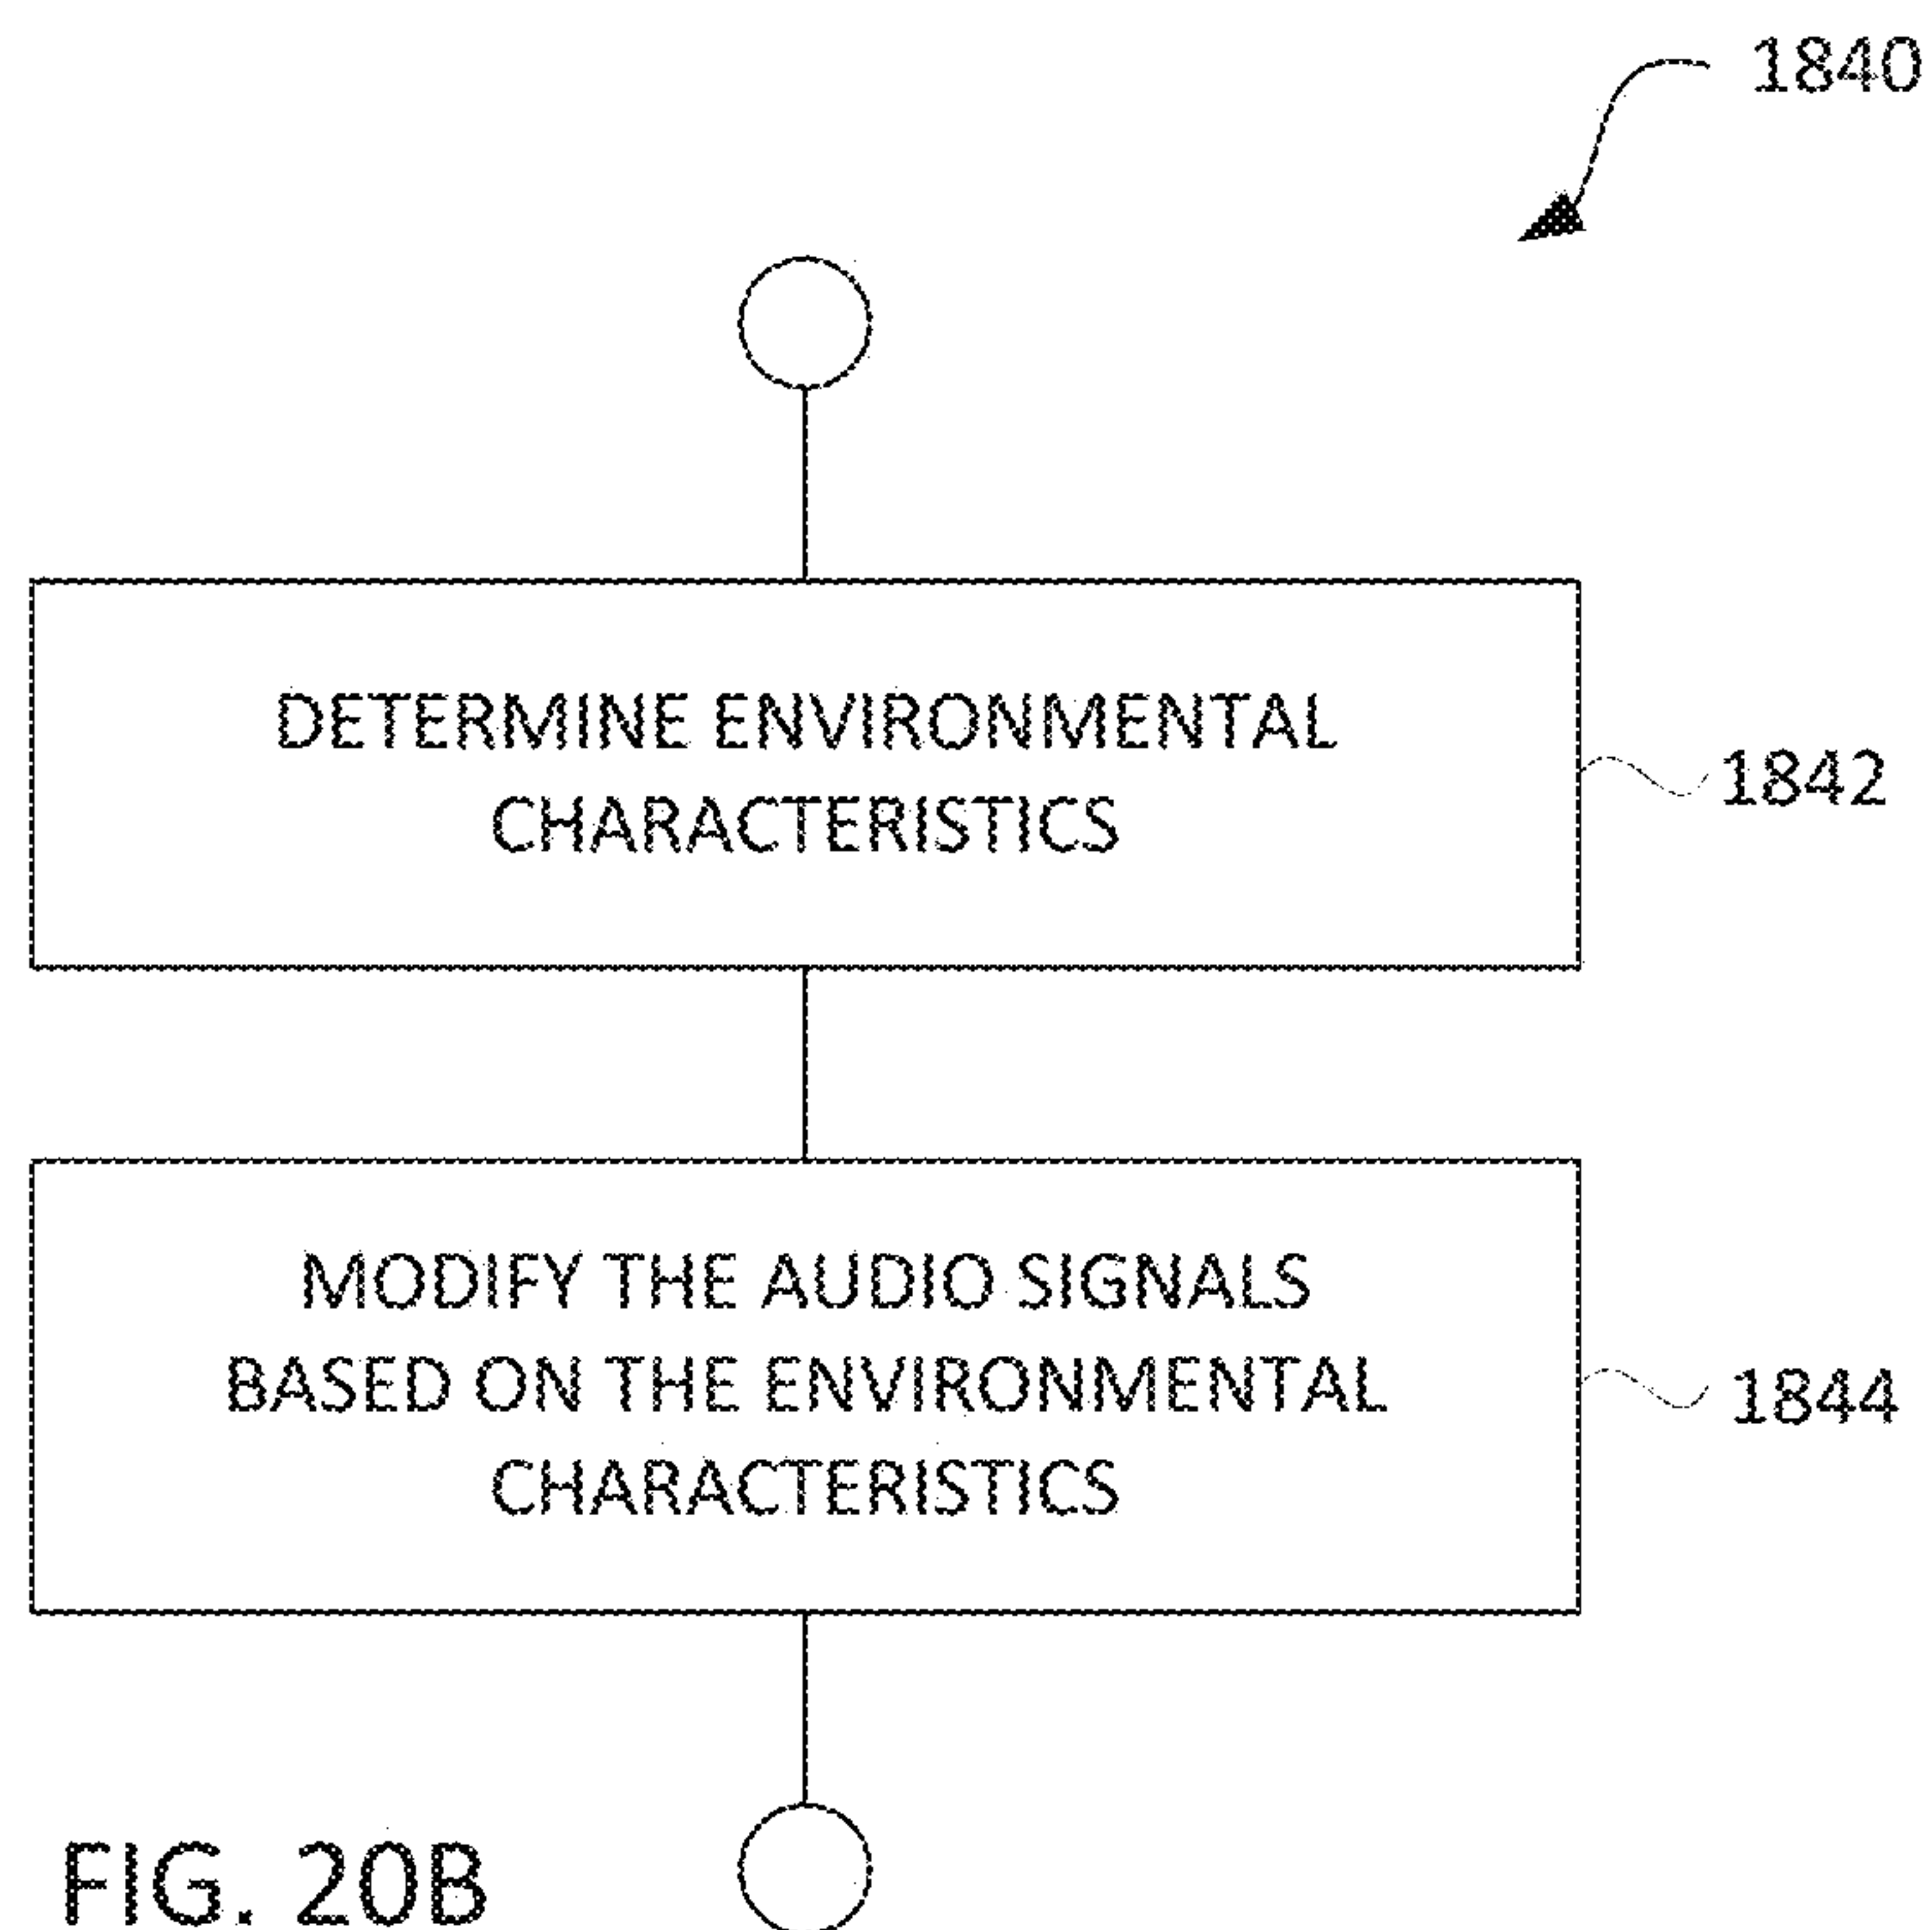 1840
DETERMINE ENVIRONMENTAL
CHARACTERISTICS
1842
MODIFY THE AUDIO SIGNALS
BASED ON THE ENVIRONMENTAL
CHARACTERISTICS
1844
FIG. 20B